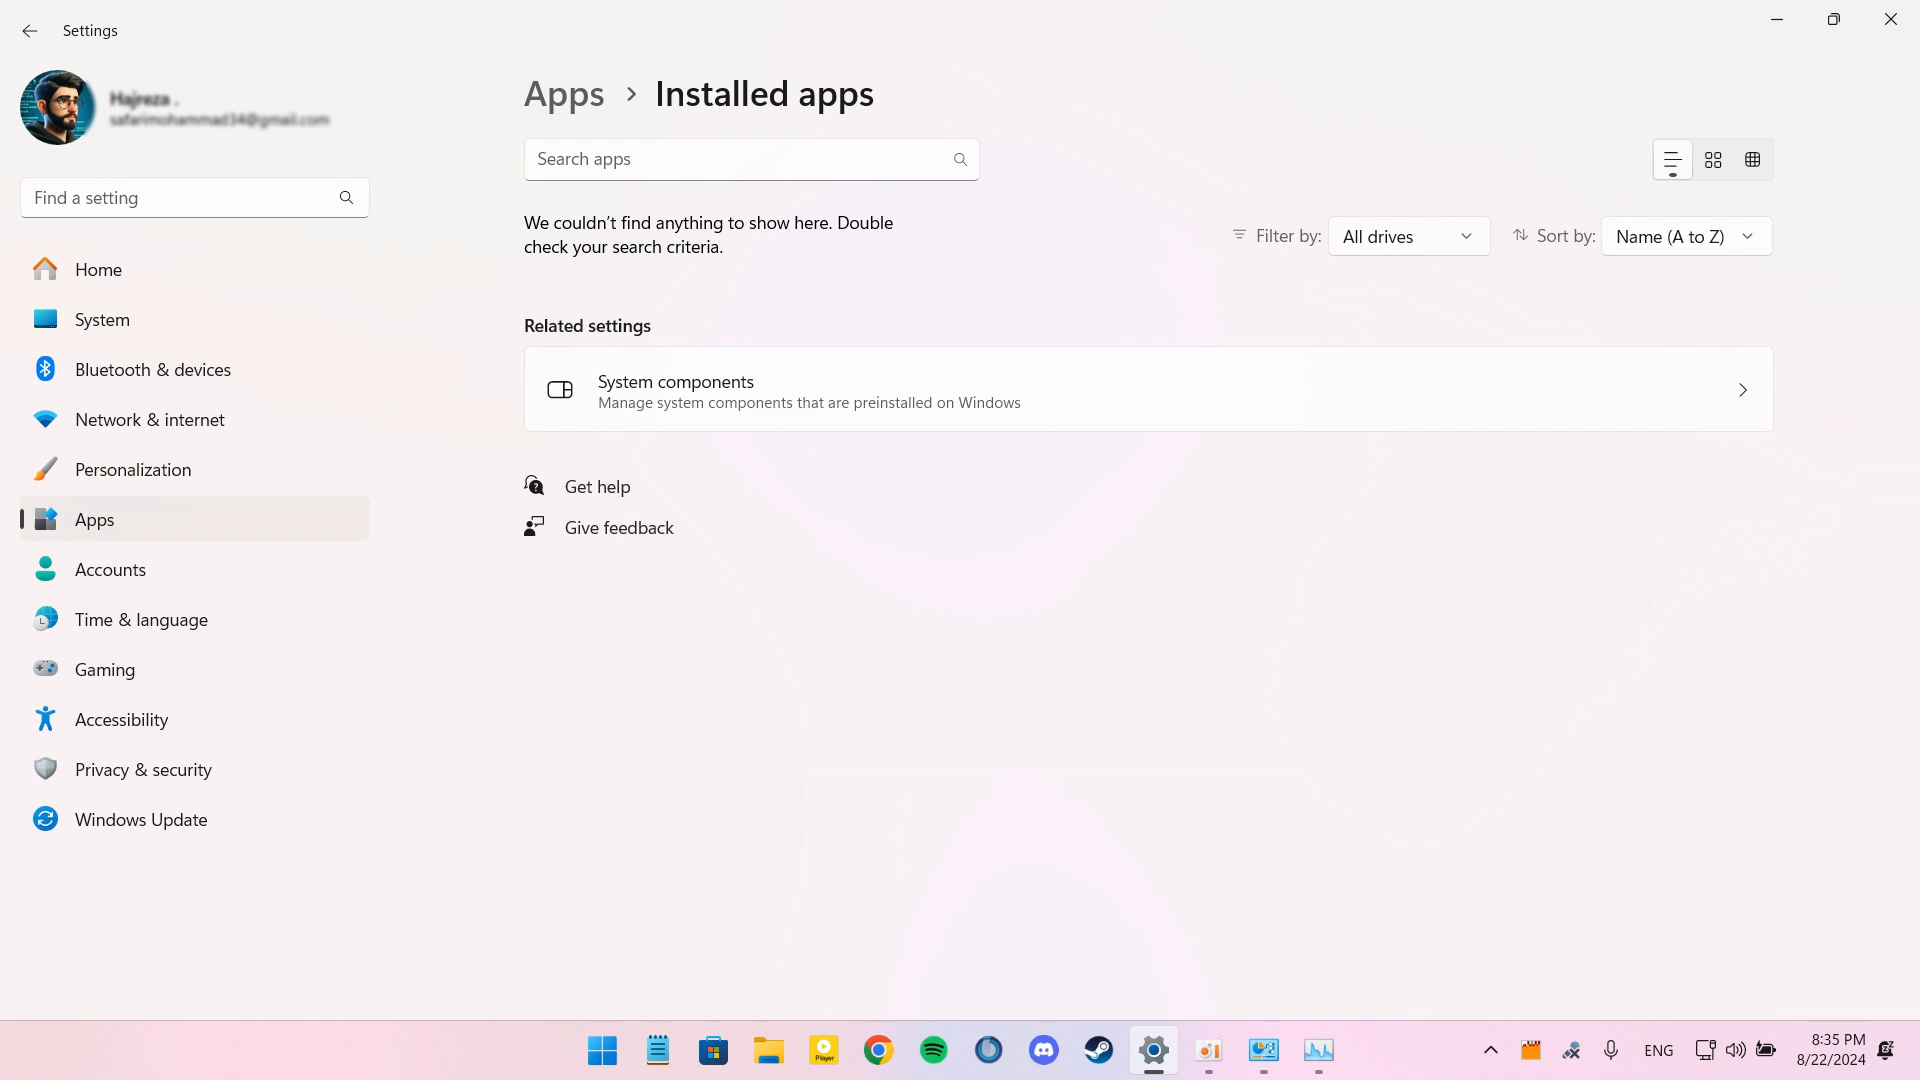 Settings
Hajreza .
safarimohammad34@gmail.com
Find a setting
Home
System
Bluetooth & devices
Network & internet
Personalization
Apps
Accounts
Time & language
Gaming
Accessibility
Privacy & security
Windows Update
Apps > Installed apps
Search apps
We couldn't find anything to show here. Double
check your search criteria.
Filter by: All drives
Sort by: Name (A to Z)
Related settings
System components
Manage system components that are preinstalled on Windows
Get help
Give feedback
Player
ENG
8:35 PM
8/22/2024